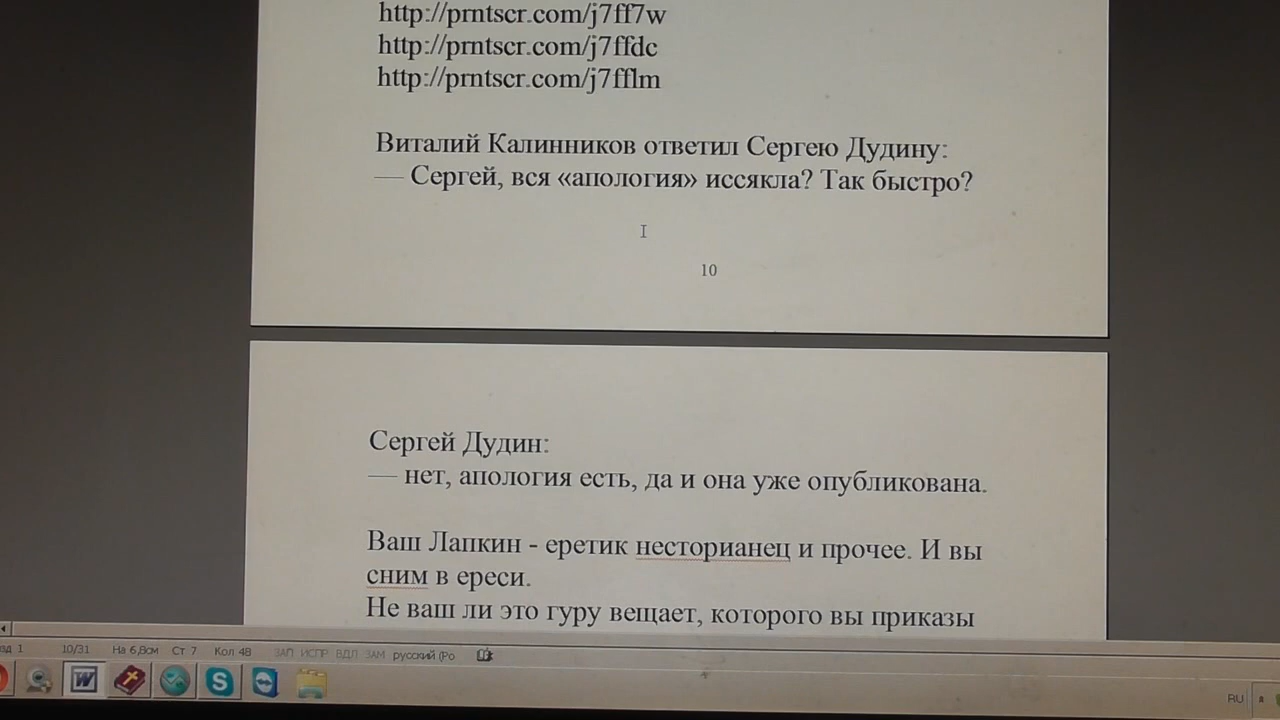 http://prntscr.com/j7ff7w
http://prntscr.com/j7ffdc
http://prntscr.com/j7fflm
Виталий Калинников ответил Сергею Дудину:
— Сергей, вся «апология» иссякла? Так быстро?
10
Сергей Дудин:
— нет, апология есть, да и она уже опубликована.
Ваш Лапкин - еретик несторианец и прочее. И вы
сним в ереси.
Не ваш ли это гуру вещает, которого вы приказы
зд 1 10/31 На 6,8см Ст 7 Кол 48 ЗАП ИСПР ВДЛ ЗАМ русский (Ро
RU